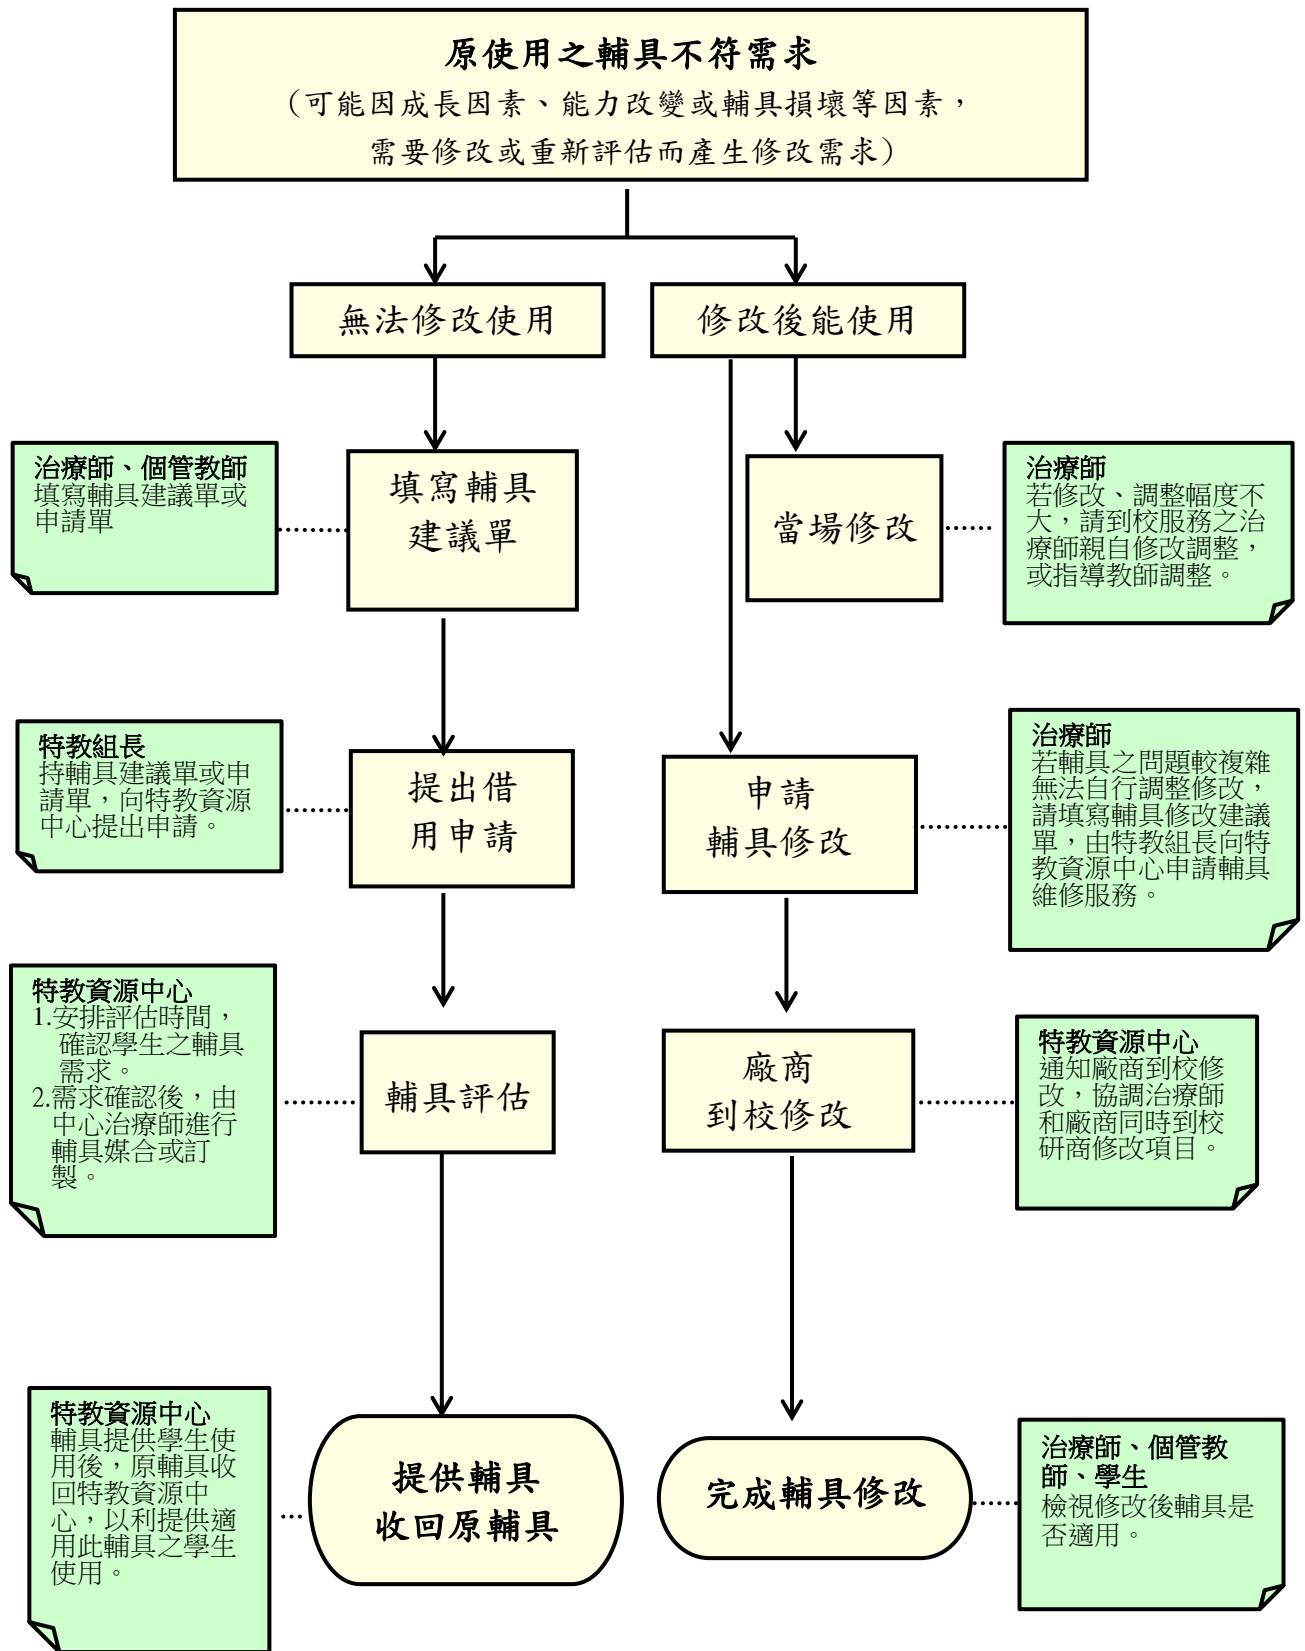 原使用之輔具不符需求
（可能因成長因素、能力改變或輔具損壞等因素，
需要修改或重新評估而產生修改需求）
無法修改使用
修改後能使用
治療師、個管教師
填寫輔具建議單或
申請單
填寫輔具
建議單
當場修改
治療師
若修改、調整幅度不
大，請到校服務之治
療師親自修改調整，
或指導教師調整。
特教組長
持輔具建議單或申
請單，向特教資源
中心提出申請。
提出借
用申請
申請
輔具修改
治療師
若輔具之問題較複雜
無法自行調整修改，
請填寫輔具修改建議
單，由特教組長向特
教資源中心申請輔具
維修服務。
特教資源中心
1.安排評估時間，
確認學生之輔具
需求。
2.需求確認後，由
中心治療師進行
輔具媒合或訂
製。
輔具評估
廠商
到校修改
特教資源中心
通知廠商到校修
改，協調治療師
和廠商同時到校
研商修改項目。
特教資源中心
輔具提供學生使
用後，原輔具收
回特教資源中
心，以利提供適
用此輔具之學生
使用。
提供輔具
收回原輔具
完成輔具修改
治療師、個管教
師、學生
檢視修改後輔具是
否適用。